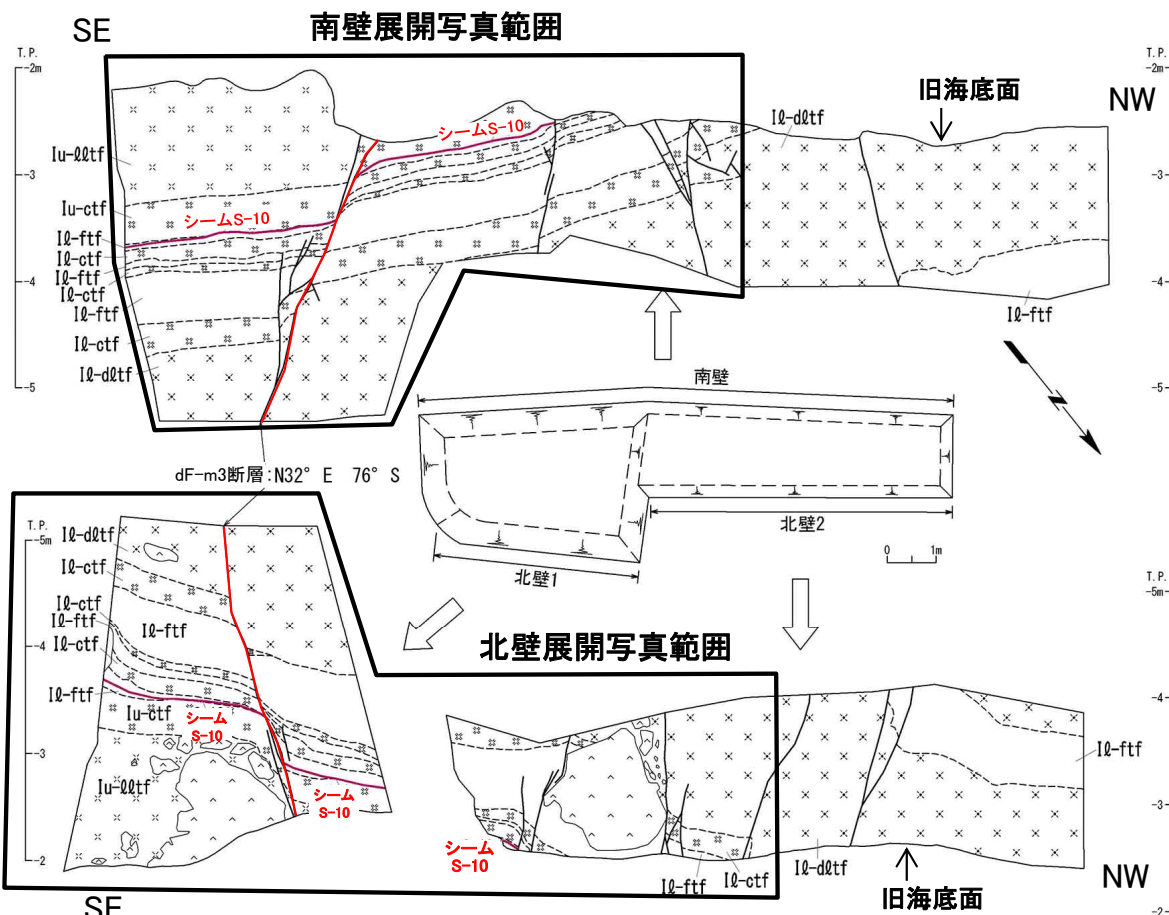 SE
南壁展開写真範囲
T.P.
-2m
-3
-4
-5
T.P.
-2m
-3
-4
-5
旧海底面
NW
シームS-10
Iℓ-dℓtf
Iu-ℓℓtf
Iu-ctf
シームS-10
Iℓ-ftf
Iℓ-ctf
Iℓ-ftf
Iℓ-ctf
Iℓ-ftf
Iℓ-ctf
Iℓ-dℓtf
Iℓ-ftf
南壁
dF-m3断層:N32° E 76° S
北壁2
北壁1
0 1m
T.P.
-5m
-4
-3
-2
Iℓ-dℓtf
Iℓ-ctf
Iℓ-ctf
Iℓ-ftf
Iℓ-ctf
Iℓ-ftf
Iℓ-ftf
Iu-ctf
シーム
S-10
Iu-ℓℓtf
シーム
S-10
SE
北壁展開写真範囲
T.P.
-5m
-4
-3
-2
Iℓ-ftf
シーム
S-10
Iℓ-ftf
Iℓ-ctf
Iℓ-dℓtf
旧海底面
NW